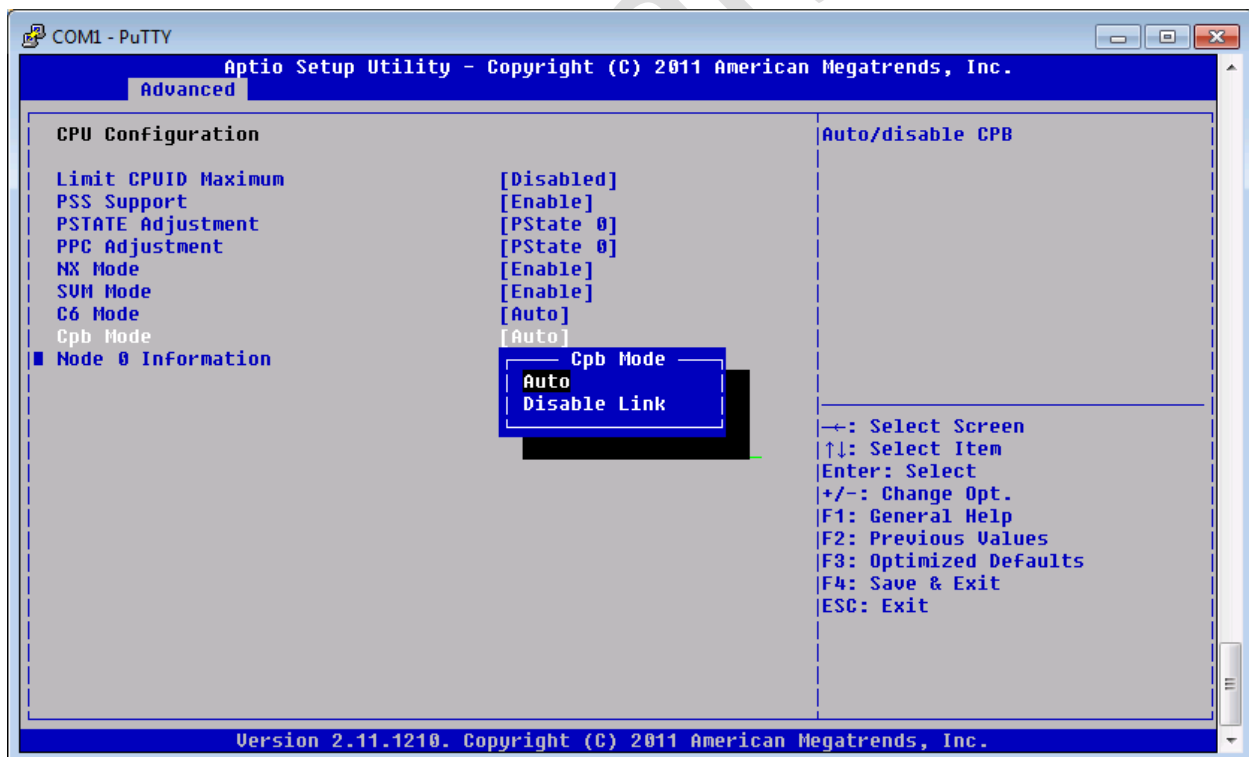 COM1 - PuTTY
Aptio Setup Utility - Copyright (C) 2011 American Megatrends, Inc.
Advanced
CPU Configuration
Auto/disable CPB
Limit CPUID Maximum [Disabled]
PSS Support [Enable]
PSTATE Adjustment [PState 0]
PPC Adjustment [PState 0]
NX Mode [Enable]
SVM Mode [Enable]
C6 Mode [Auto]
Cpb Mode [Auto]
Node 0 Information
Cpb Mode
Auto
Disable Link
→←: Select Screen
↑↓: Select Item
Enter: Select
+/-: Change Opt.
F1: General Help
F2: Previous Values
F3: Optimized Defaults
F4: Save & Exit
ESC: Exit
Version 2.11.1210. Copyright (C) 2011 American Megatrends, Inc.